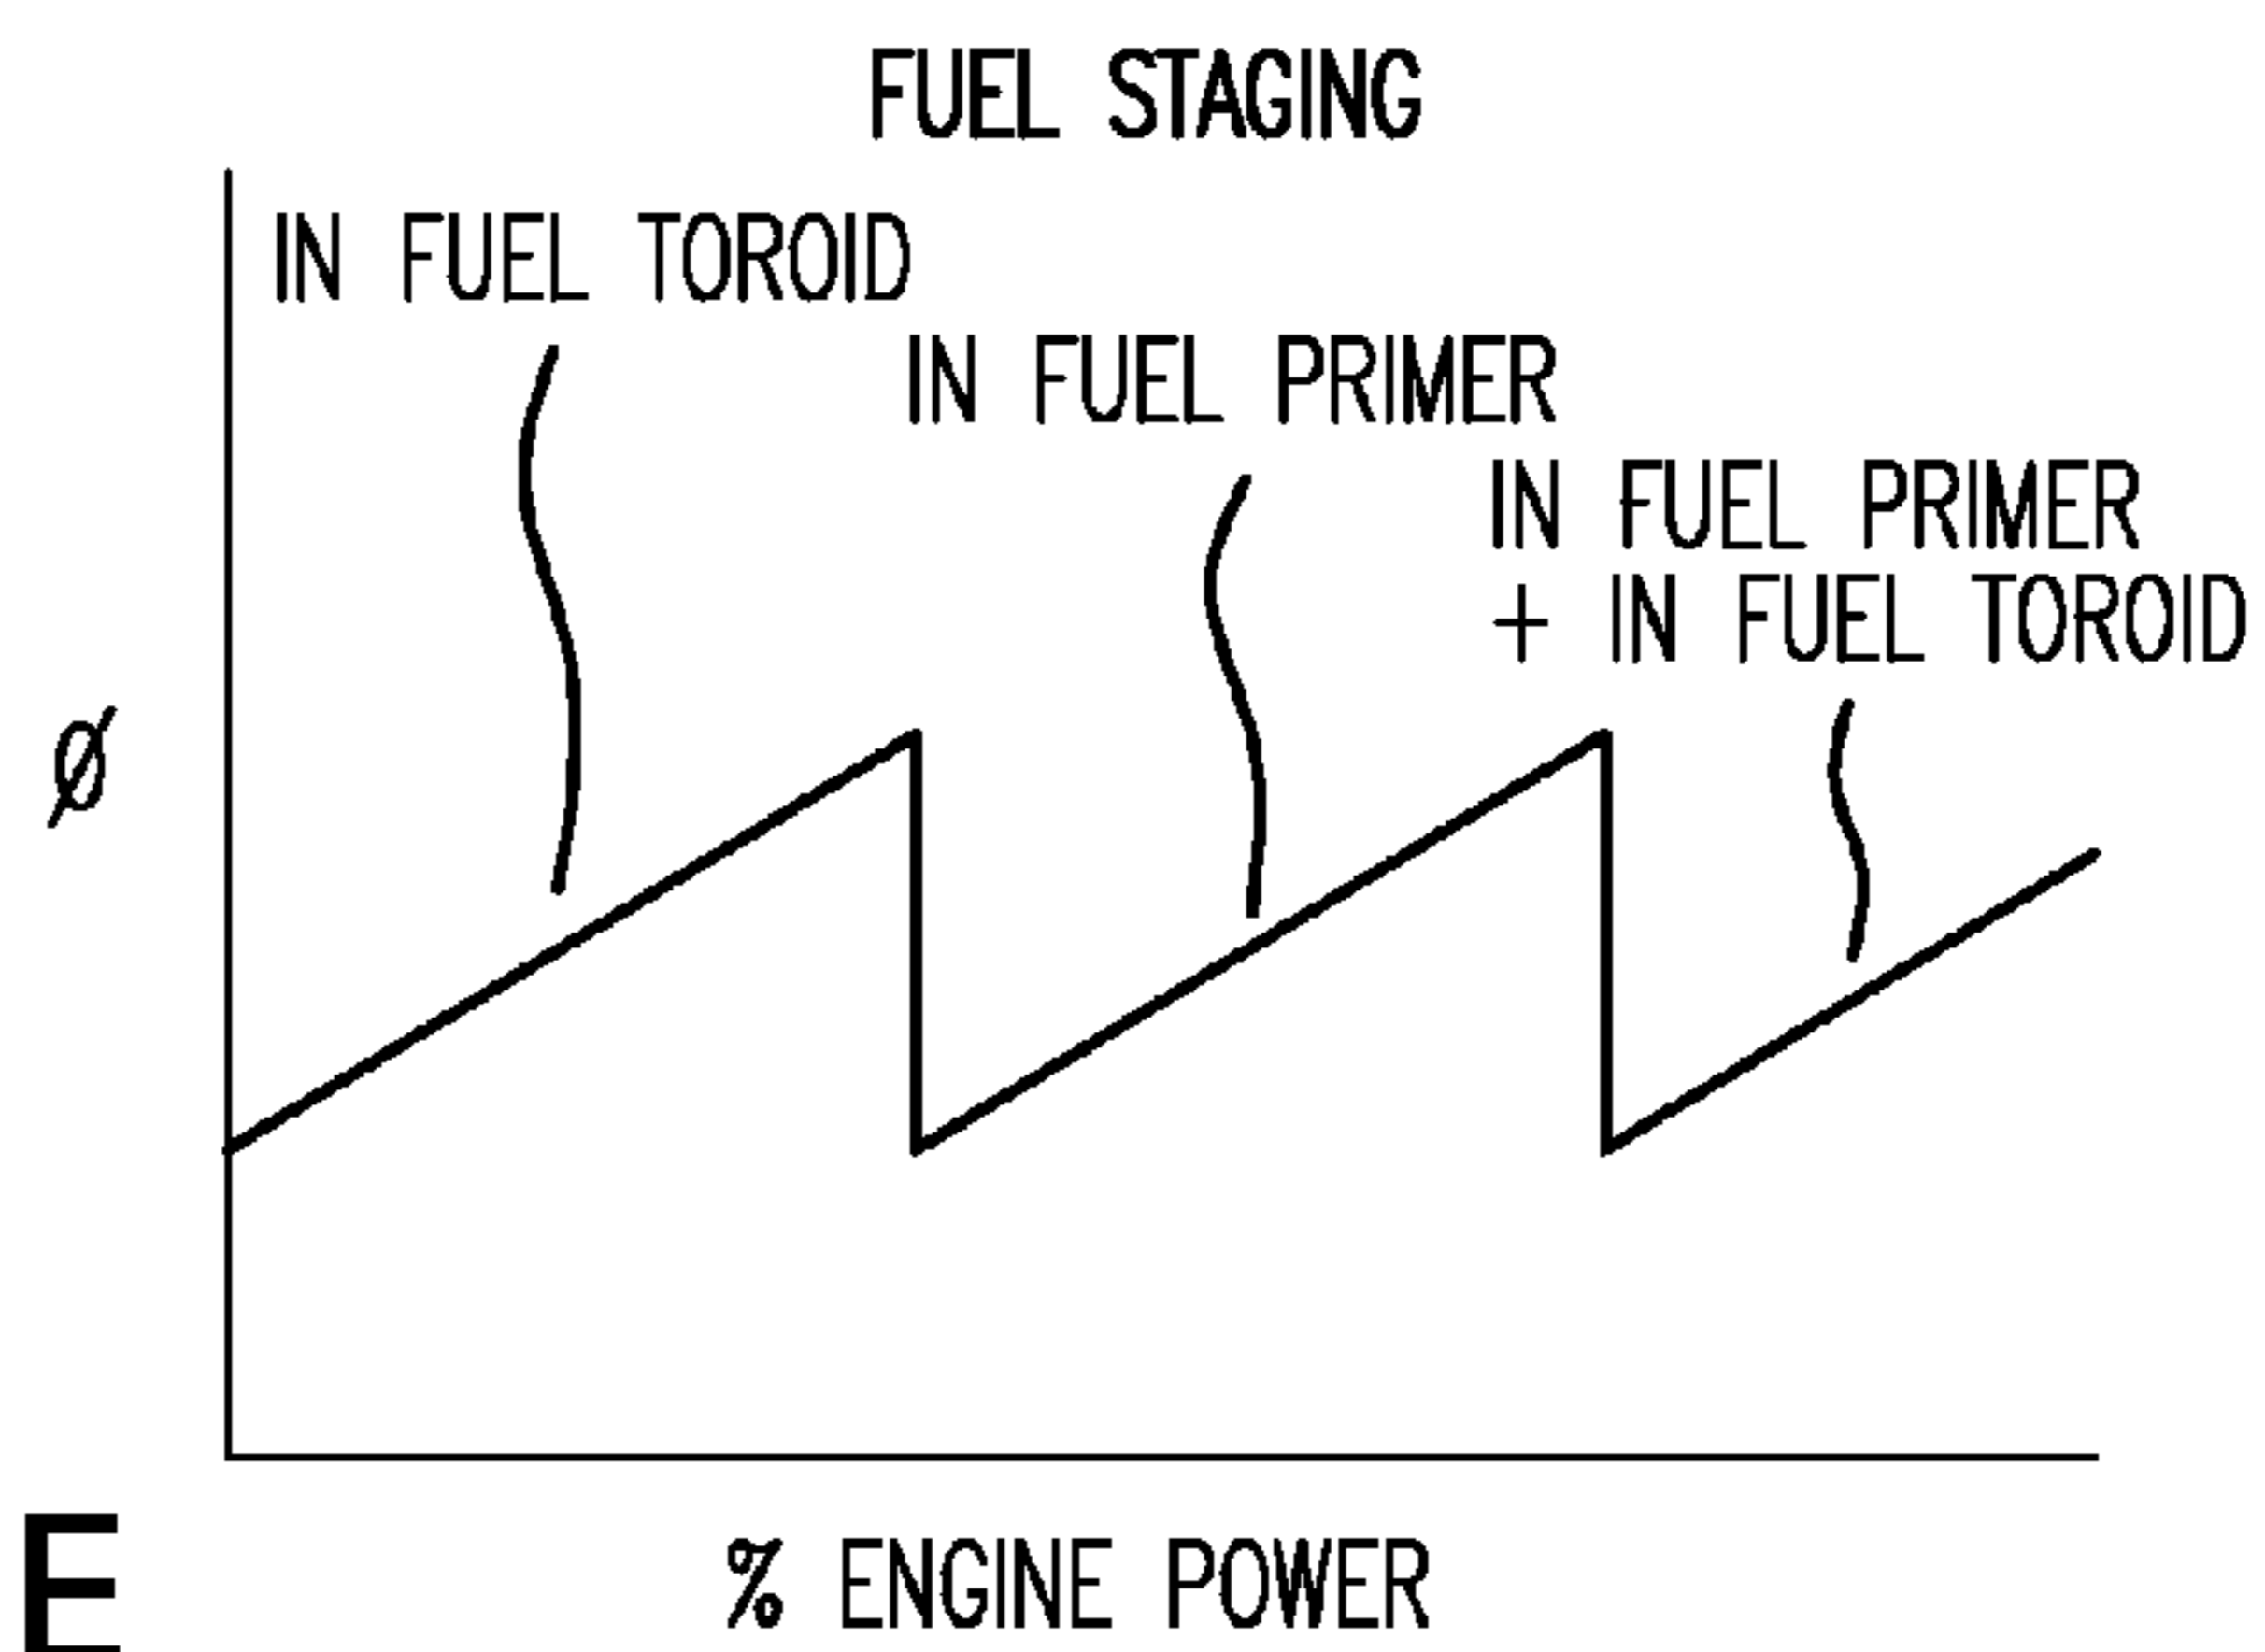 FUEL STAGING
IN FUEL TOROID
IN FUEL PRIMER
IN FUEL PRIMER
+ IN FUEL TOROID
Ø
% ENGINE POWER
E